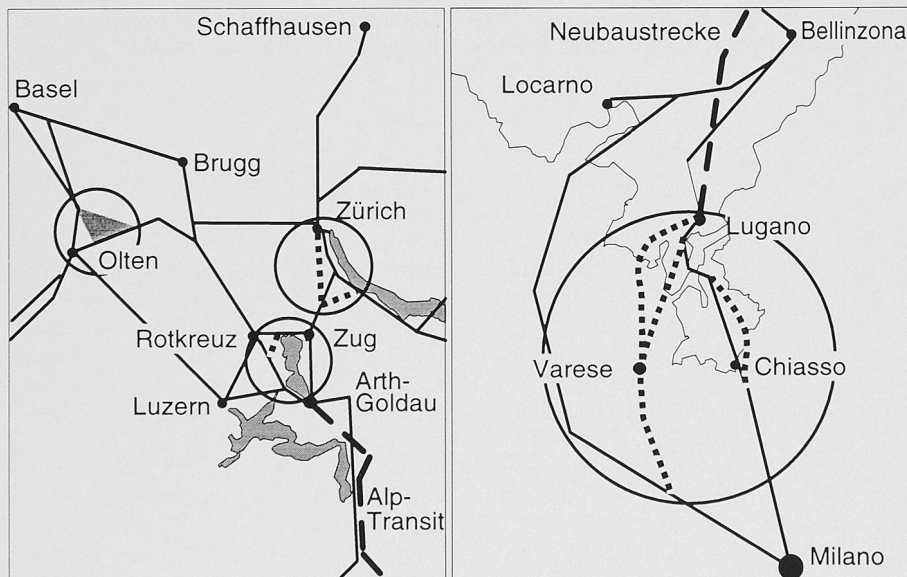 Schaffhausen
Basel
Brugg
Zürich
Olten
Rotkreuz
Zug
Luzern
Arth-
Goldau
Alp-
Transit
Neubaustrecke
Bellinzona
Locarno
Lugano
Varese
Chiasso
Milano